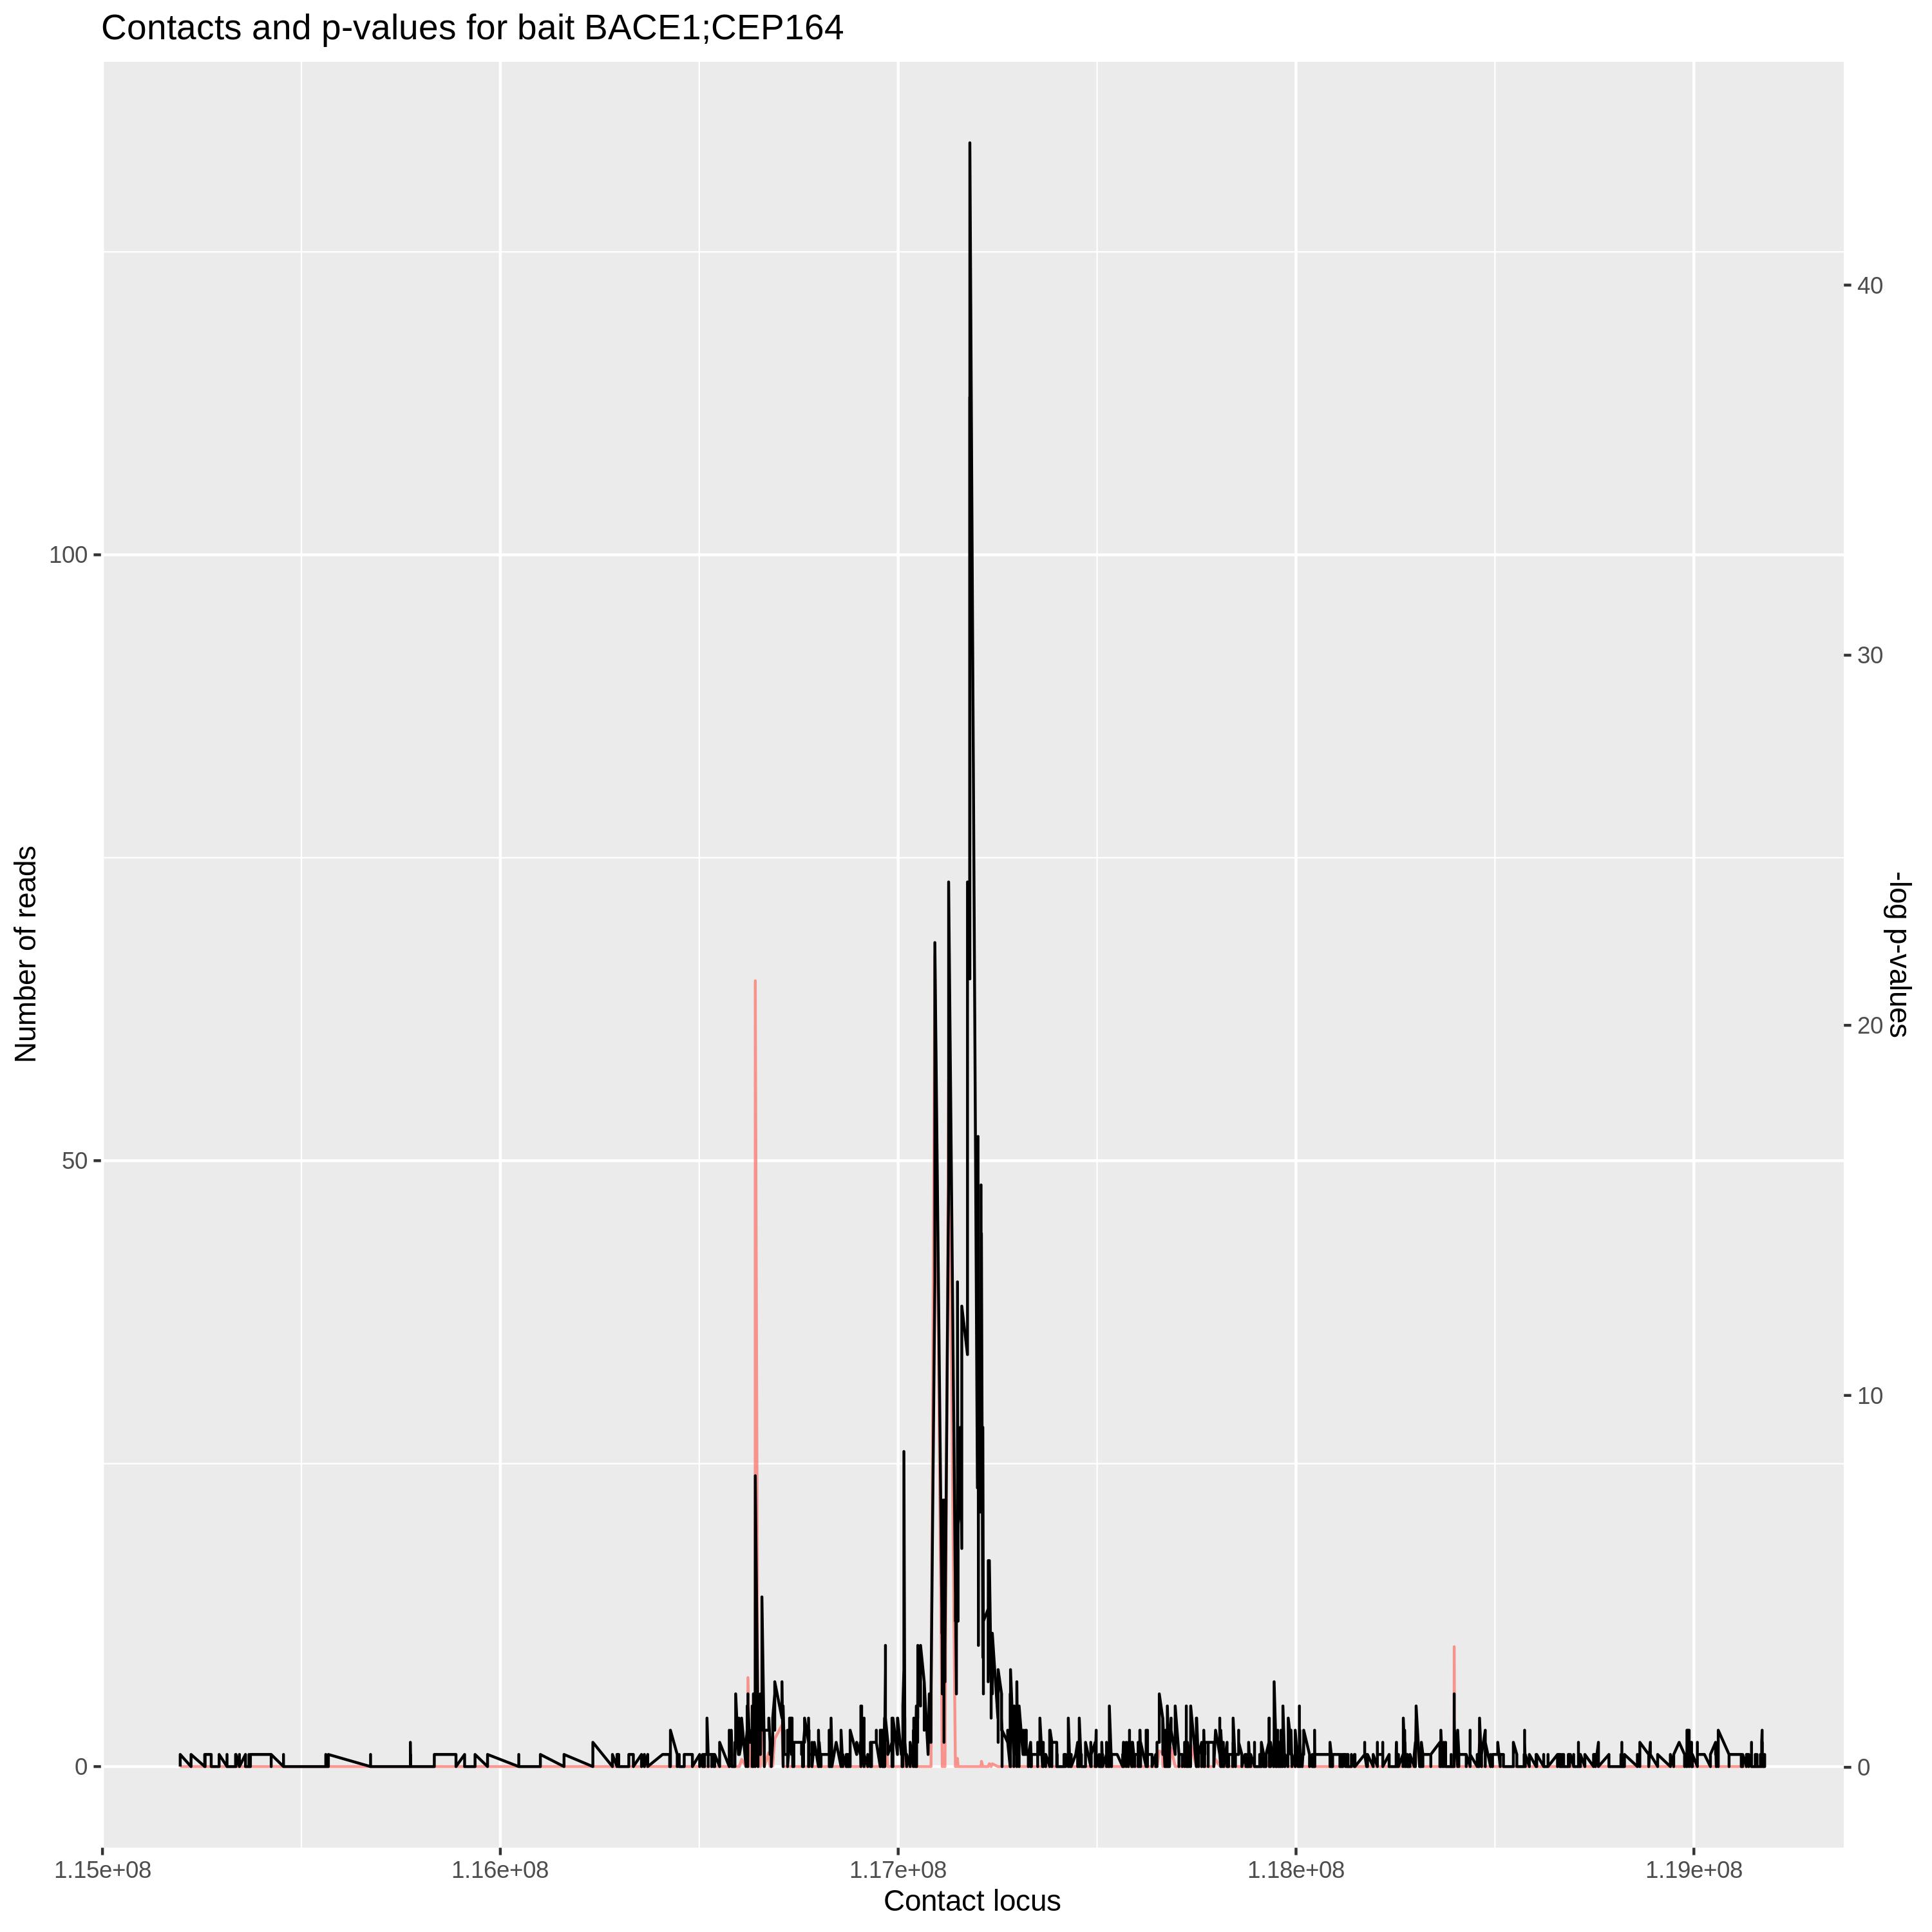 Contacts and p-values for bait BACE1;CEP164
Number of reads
100
50
0
40
30
20
10
0
-log p-values
1.15e+08 1.16e+08 1.17e+08 1.18e+08 1.19e+08
Contact locus